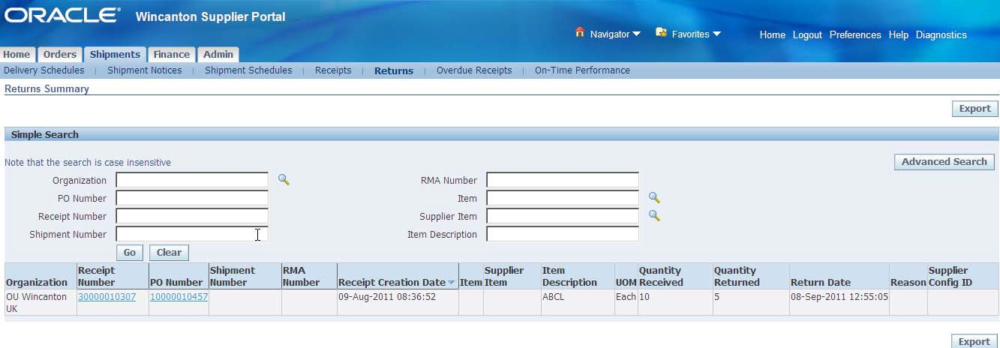 ORACLE® Wincanton Supplier Portal
Navigator Favorites Home Logout Preferences Help Diagnostics
Home Orders Shipments Finance Admin
Delivery Schedules | Shipment Notices | Shipment Schedules | Receipts | Returns | Overdue Receipts | On-Time Performance
Returns Summary
Export
Simple Search
Note that the search is case insensitive
Advanced Search
Organization RMA Number
PO Number Item
Receipt Number Supplier Item
Shipment Number Item Description
Go Clear
Receipt Shipment RMA Supplier Item Quantity Quantity Supplier
Organization Number PO Number Number Number Receipt Creation Date Item Item Description UOM Received Returned Return Date Reason Config ID
OU Wincanton 30000010307 10000010457 09-Aug-2011 08:36:52 ABCL Each 10 5 08-Sep-2011 12:55:05
UK
Export